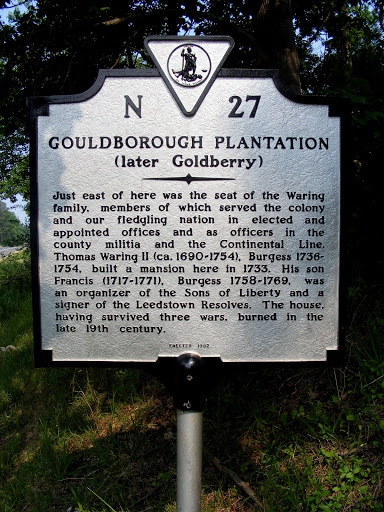 N 27
GOULDBOROUGH PLANTATION
(later Goldberry)
Just east of here was the seat of the Waring
family, members of which served the colony
and our fledgling nation in elected and
appointed offices and as officers in the
county militia and the Continental Line.
Thomas Waring II (ca. 1690-1754), Burgess 1736-
1754, built a mansion here in 1733. His son
Francis (1717-1771), Burgess 1758-1769, was
an organizer of the Sons of Liberty and a
signer of the Leedstown Resolves. The house,
having survived three wars, burned in the
late 19th century.
ERECTED 1982